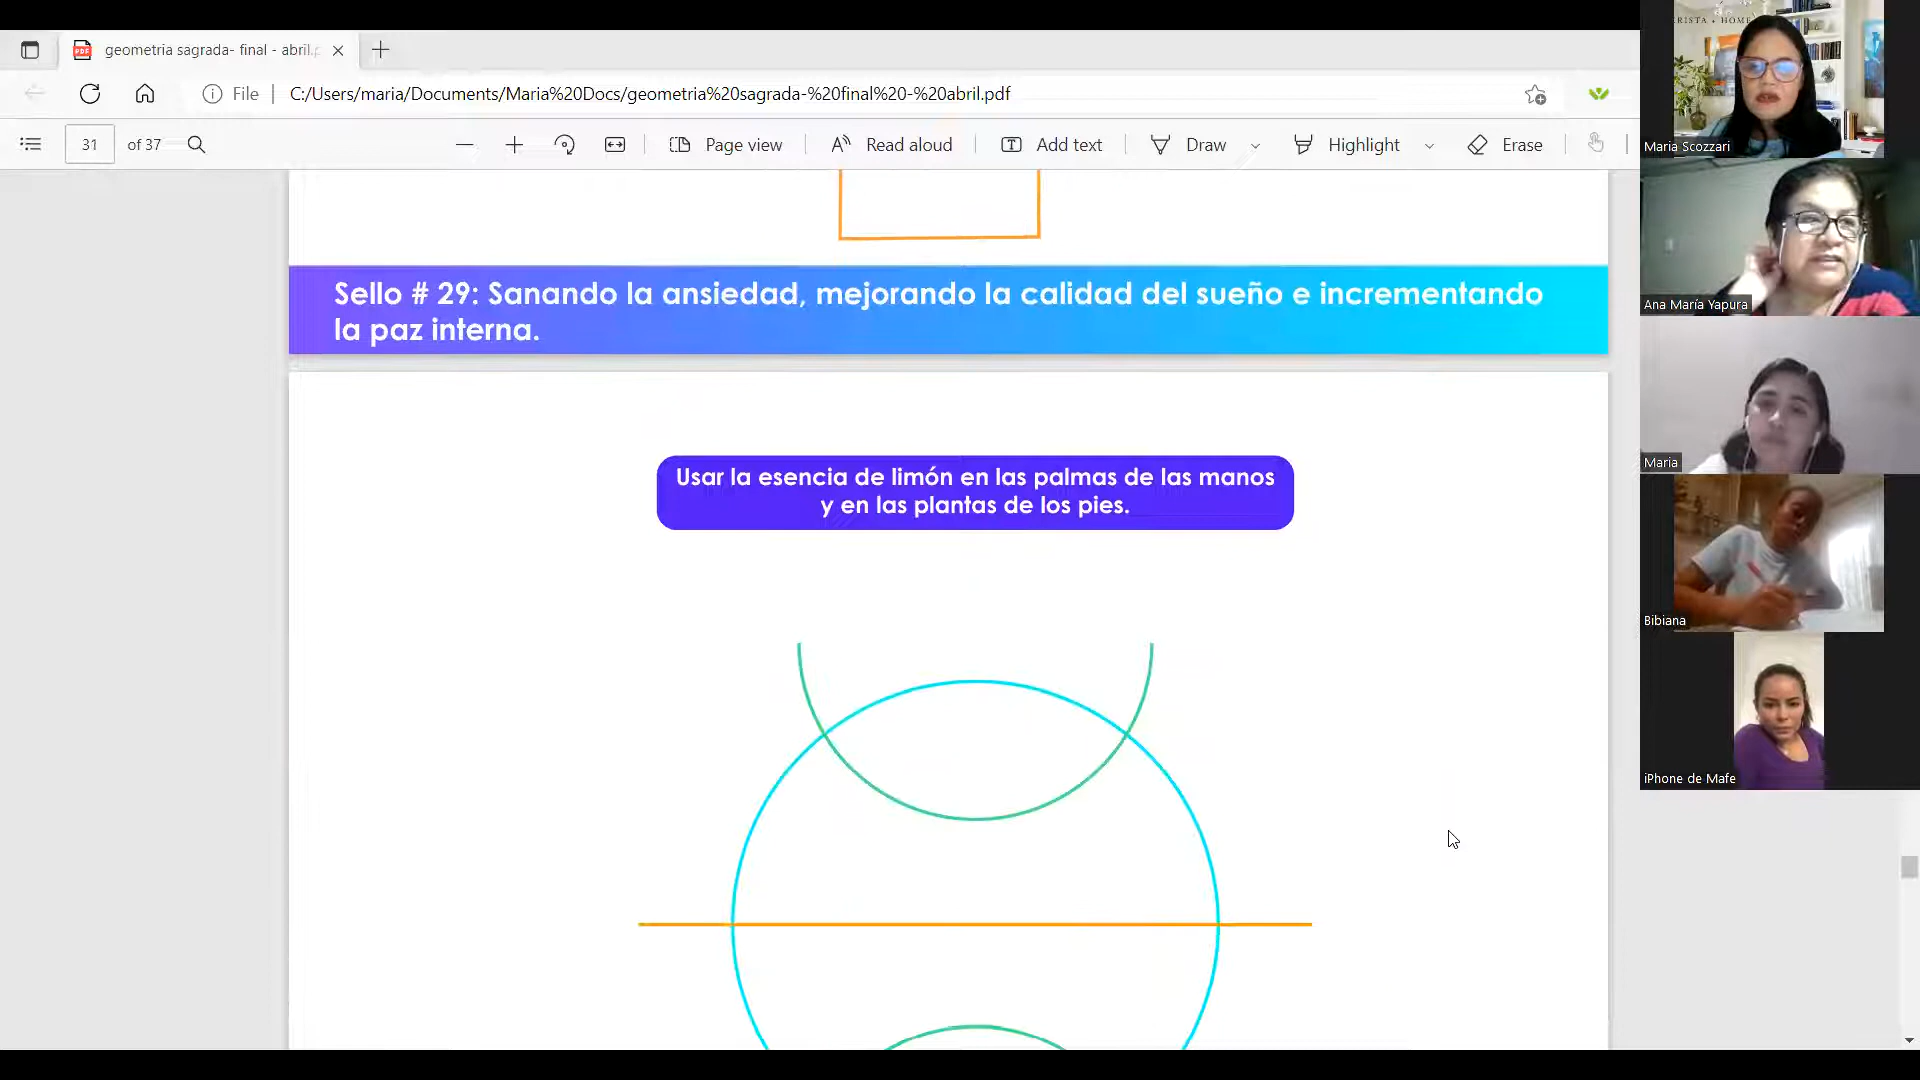 geometria sagrada- final - abril.p
File
C:/Users/maria/Documents/Maria%20Docs/geometria%20sagrada-%20final%20-%20abril.pdf
31 of 37
Page view
Read aloud
Add text
Draw
Highlight
Erase
Sello # 29: Sanando la ansiedad, mejorando la calidad del sueño e incrementando
la paz interna.
Usar la esencia de limón en las palmas de las manos
y en las plantas de los pies.
Maria Scozzari
Ana María Yapura
Maria
Bibiana
iPhone de Mafe